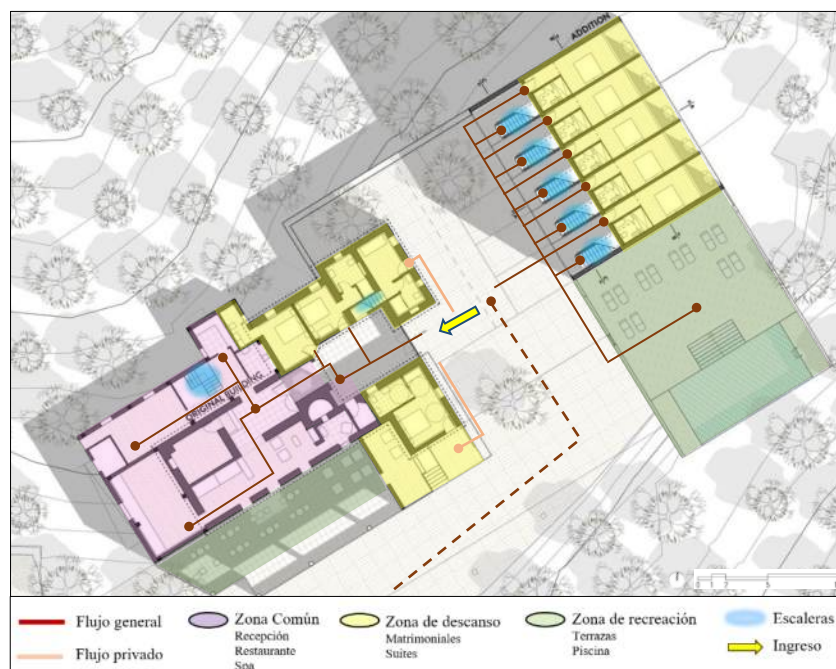 ADDITION
ORIGINAL BUILDING
Flujo general
Flujo privado
Zona Común
Recepción
Restaurante
Spa
Zona de descanso
Matrimoniales
Suites
Zona de recreación
Terrazas
Piscina
Escaleras
Ingreso